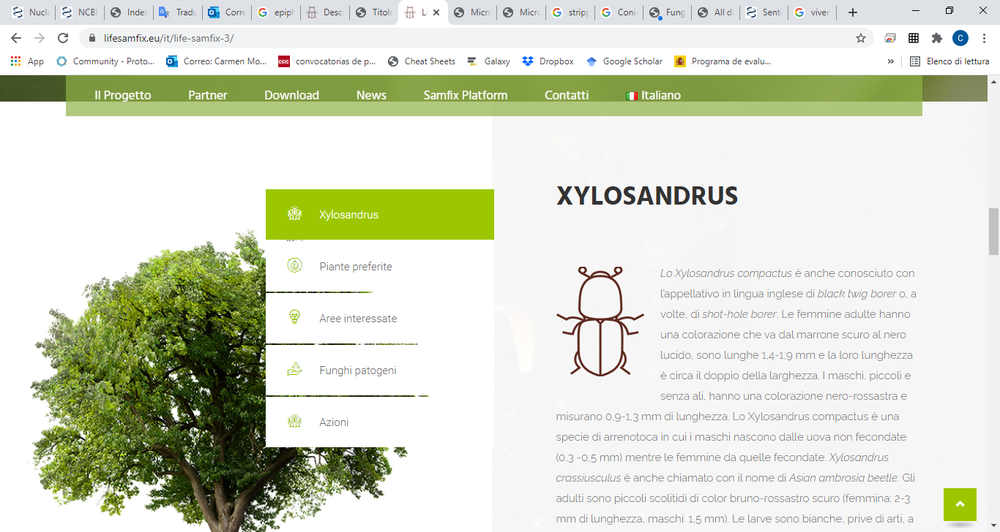 Nucle
NCBI
Index
Tradu
Corre
epiph
Desca
Titolo
Li
Micro
Micro
stripp
Coni
Fung
All da
Senti
viver
lifesamfix.eu/it/life-samfix-3/
C
App
Community - Proto...
Correo: Carmen Mo...
CSIC
convocatorias de p...
Cheat Sheets
Galaxy
Dropbox
Google Scholar
Programa de evalu...
»
Elenco di lettura
Il Progetto
Partner
Download
News
Samfix Platform
Contatti
Italiano
Xylosandrus
Piante preferite
Aree interessate
Funghi patogeni
Azioni
XYLOSANDRUS
Lo Xylosandrus compactus è anche conosciuto con
l'appellativo in lingua inglese di black twig borer o, a
volte, di shot-hole borer. Le femmine adulte hanno
una colorazione che va dal marrone scuro al nero
lucido, sono lunghe 1,4-1,9 mm e la loro lunghezza
è circa il doppio della larghezza. I maschi, piccoli e
senza ali, hanno una colorazione nero-rossastra e
misurano 0,9-1,3 mm di lunghezza. Lo Xylosandrus compactus è una
specie di arrenotoca in cui i maschi nascono dalle uova non fecondate
(0,3 -0,5 mm) mentre le femmine da quelle fecondate. Xylosandrus
crassiusculus è anche chiamato con il nome di Asian ambrosia beetle. Gli
adulti sono piccoli scolitidi di color bruno-rossastro scuro (femmina: 2-3
mm di lunghezza, maschi: 1,5 mm). Le larve sono bianche, prive di arti, a